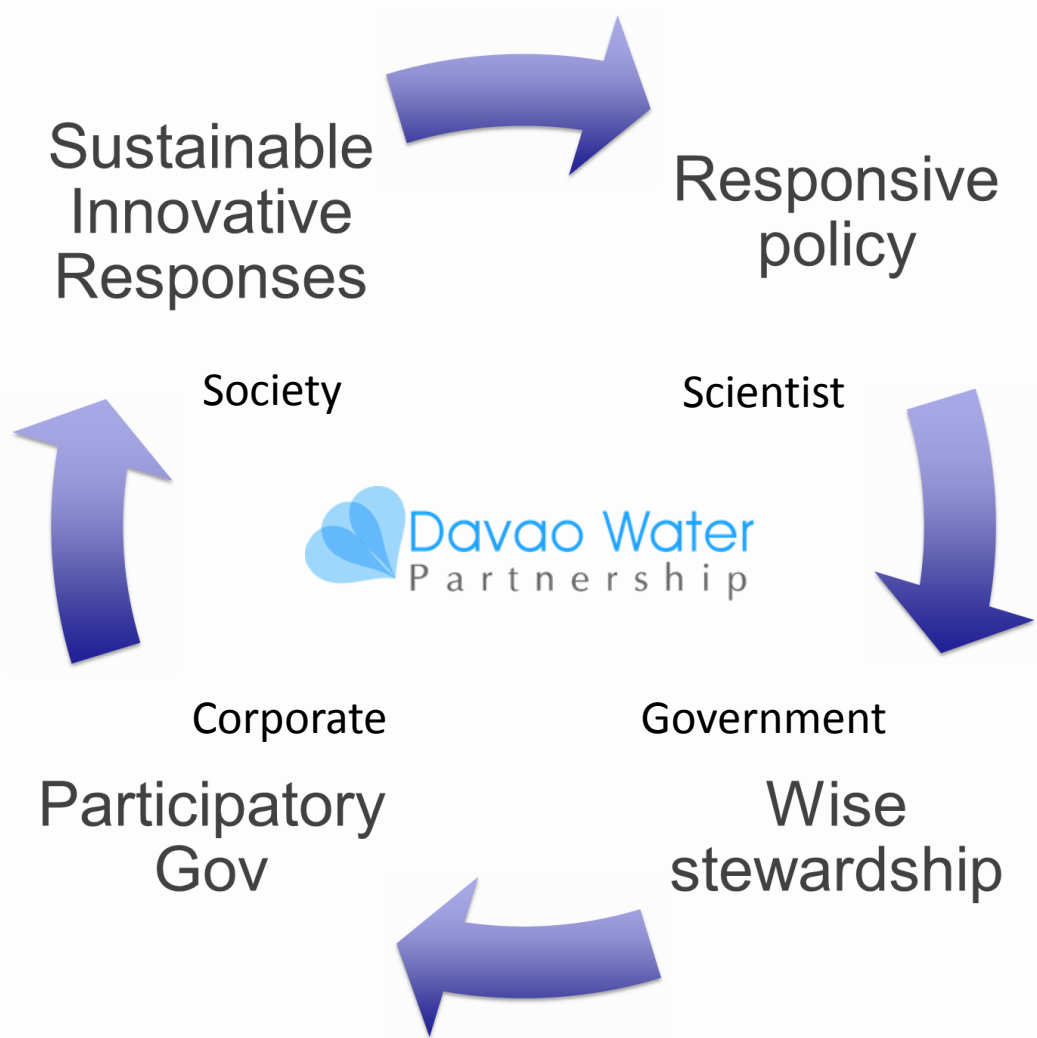 Sustainable
Innovative
Responses
Responsive
policy
Society
Scientist
Davao Water
Partnership
Corporate
Government
Participatory
Gov
Wise
stewardship